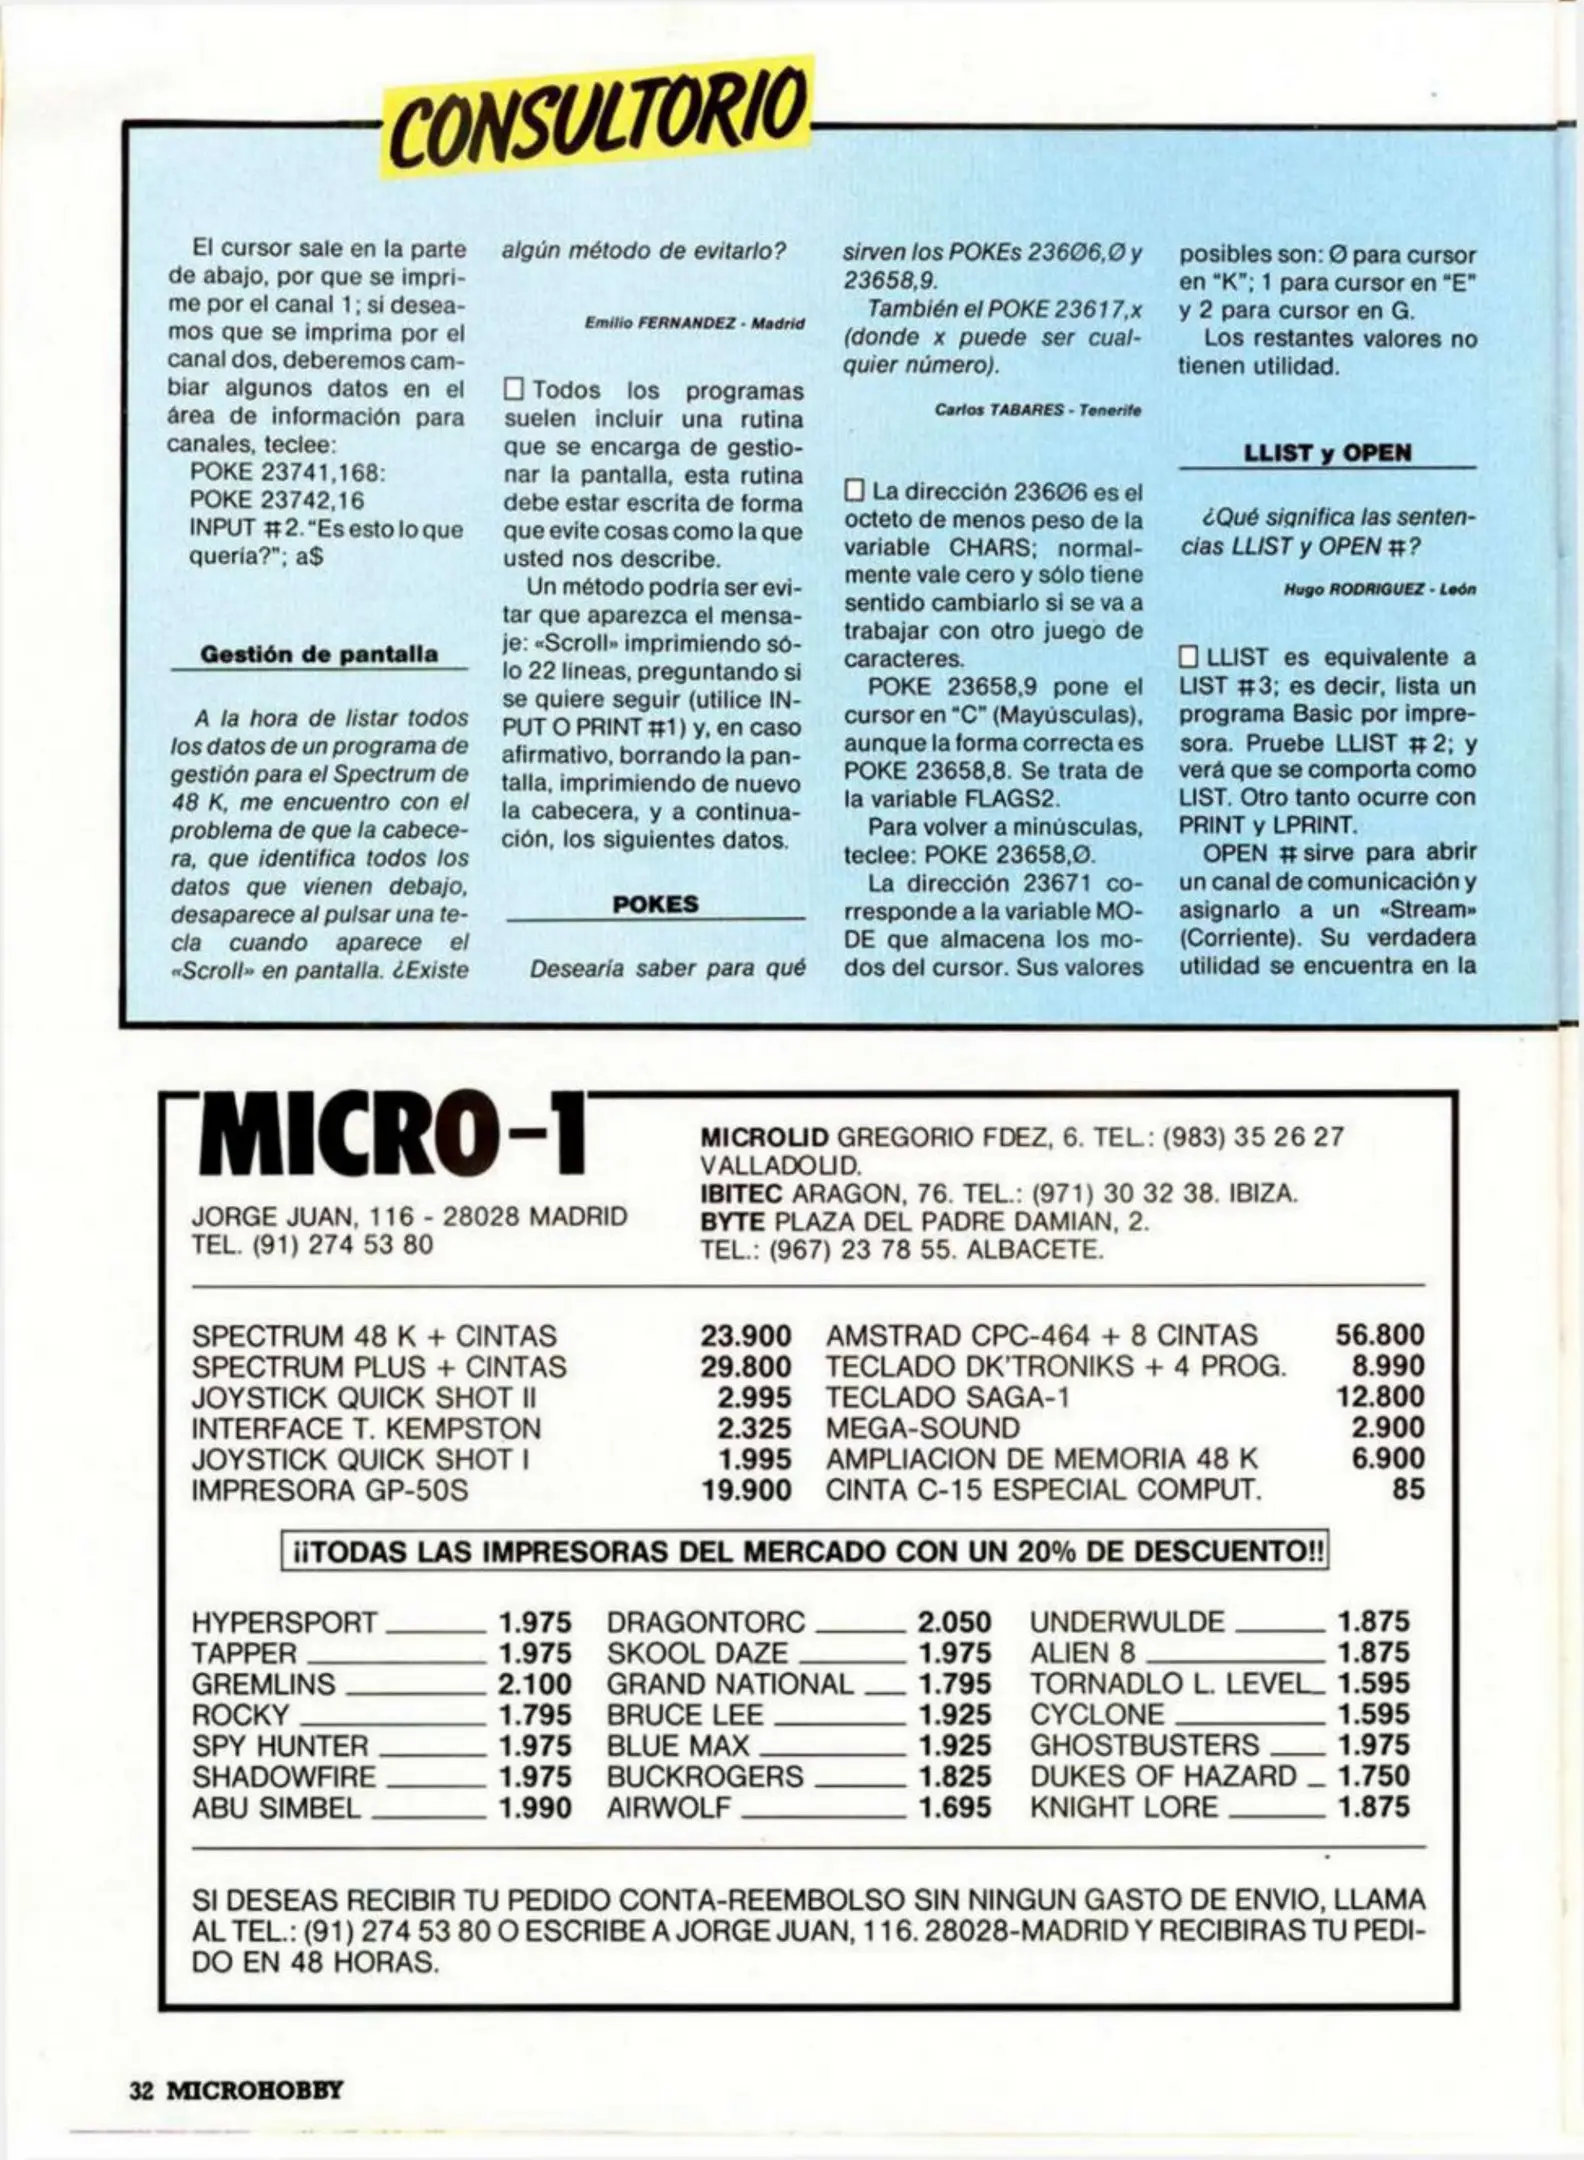 CONSULTORIO
El cursor sale en la parte
de abajo, por que se impri-
me por el canal 1; si desea-
mos que se imprima por el
canal dos, deberemos cam-
biar algunos datos en el
área de información para
canales, teclee:
POKE 23741,168:
POKE 23742,16
INPUT #2."Es esto lo que
quería?"; a$
Gestión de pantalla
A la hora de listar todos
los datos de un programa de
gestión para el Spectrum de
48 K, me encuentro con el
problema de que la cabece-
ra, que identifica todos los
datos que vienen debajo,
desaparece al pulsar una te-
cla cuando aparece el
«Scroll» en pantalla. ¿Existe
algún método de evitarlo?
Emilio FERNANDEZ - Madrid
☐ Todos los programas
suelen incluir una rutina
que se encarga de gestio-
nar la pantalla, esta rutina
debe estar escrita de forma
que evite cosas como la que
usted nos describe.
Un método podría ser evi-
tar que aparezca el mensa-
je: «Scroll» imprimiendo só-
lo 22 líneas, preguntando si
se quiere seguir (utilice IN-
PUT O PRINT #1) y, en caso
afirmativo, borrando la pan-
talla, imprimiendo de nuevo
la cabecera, y a continua-
ción, los siguientes datos.
POKES
Desearía saber para qué
sirven los POKEs 236Ø6,Ø y
23658,9.
También el POKE 23617,x
(donde x puede ser cual-
quier número).
Carlos TABARES - Tenerife
☐ La dirección 236Ø6 es el
octeto de menos peso de la
variable CHARS; normal-
mente vale cero y sólo tiene
sentido cambiarlo si se va a
trabajar con otro juego de
caracteres.
POKE 23658,9 pone el
cursor en "C" (Mayúsculas),
aunque la forma correcta es
POKE 23658,8. Se trata de
la variable FLAGS2.
Para volver a minúsculas,
teclee: POKE 23658,Ø.
La dirección 23671 co-
rresponde a la variable MO-
DE que almacena los mo-
dos del cursor. Sus valores
posibles son: Ø para cursor
en "K"; 1 para cursor en "E"
y 2 para cursor en G.
Los restantes valores no
tienen utilidad.
LLIST y OPEN
¿Qué significa las senten-
cias LLIST y OPEN #?
Hugo RODRIGUEZ - León
☐ LLIST es equivalente a
LIST #3; es decir, lista un
programa Basic por impre-
sora. Pruebe LLIST #2; y
verá que se comporta como
LIST. Otro tanto ocurre con
PRINT y LPRINT.
OPEN # sirve para abrir
un canal de comunicación y
asignarlo a un «Stream»
(Corriente). Su verdadera
utilidad se encuentra en la
MICRO-1
JORGE JUAN, 116 - 28028 MADRID
TEL. (91) 274 53 80
MICROLID GREGORIO FDEZ, 6. TEL.: (983) 35 26 27
VALLADOLID.
IBITEC ARAGON, 76. TEL.: (971) 30 32 38. IBIZA.
BYTE PLAZA DEL PADRE DAMIAN, 2.
TEL.: (967) 23 78 55. ALBACETE.
SPECTRUM 48 K + CINTAS 23.900 AMSTRAD CPC-464 + 8 CINTAS 56.800
SPECTRUM PLUS + CINTAS 29.800 TECLADO DK'TRONIKS + 4 PROG. 8.990
JOYSTICK QUICK SHOT II 2.995 TECLADO SAGA-1 12.800
INTERFACE T. KEMPSTON 2.325 MEGA-SOUND 2.900
JOYSTICK QUICK SHOT I 1.995 AMPLIACION DE MEMORIA 48 K 6.900
IMPRESORA GP-50S 19.900 CINTA C-15 ESPECIAL COMPUT. 85
¡¡TODAS LAS IMPRESORAS DEL MERCADO CON UN 20% DE DESCUENTO!!
HYPERSPORT 1.975 DRAGONTORC 2.050 UNDERWULDE 1.875
TAPPER 1.975 SKOOL DAZE 1.975 ALIEN 8 1.875
GREMLINS 2.100 GRAND NATIONAL 1.795 TORNADLO L. LEVEL 1.595
ROCKY 1.795 BRUCE LEE 1.925 CYCLONE 1.595
SPY HUNTER 1.975 BLUE MAX 1.925 GHOSTBUSTERS 1.975
SHADOWFIRE 1.975 BUCKROGERS 1.825 DUKES OF HAZARD 1.750
ABU SIMBEL 1.990 AIRWOLF 1.695 KNIGHT LORE 1.875
SI DESEAS RECIBIR TU PEDIDO CONTA-REEMBOLSO SIN NINGUN GASTO DE ENVIO, LLAMA
AL TEL.: (91) 274 53 80 O ESCRIBE A JORGE JUAN, 116. 28028-MADRID Y RECIBIRAS TU PEDI-
DO EN 48 HORAS.
32 MICROHOBBY